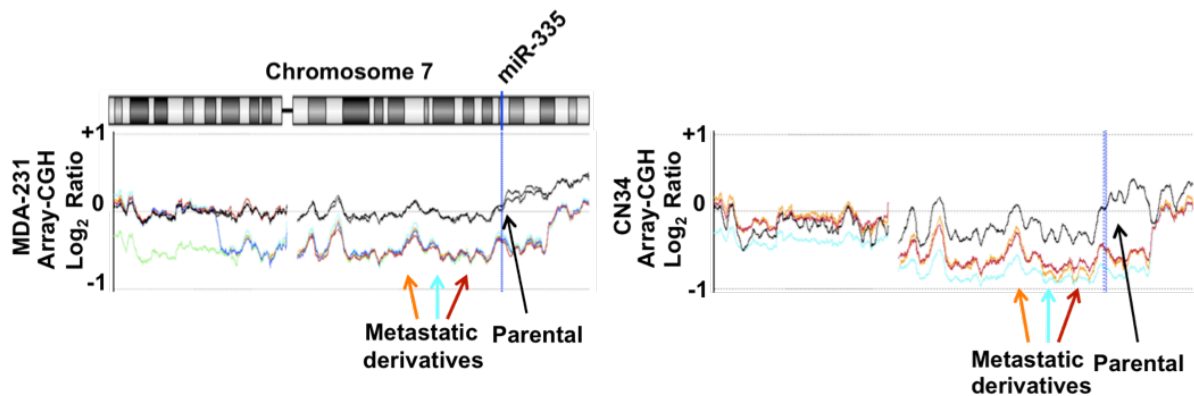 miR-335
Chromosome 7
MDA-231
Array-CGH
Log2 Ratio
+1
0
-1
Metastatic
derivatives
Parental
CN34
Array-CGH
Log2 Ratio
+1
0
-1
Metastatic
derivatives
Parental